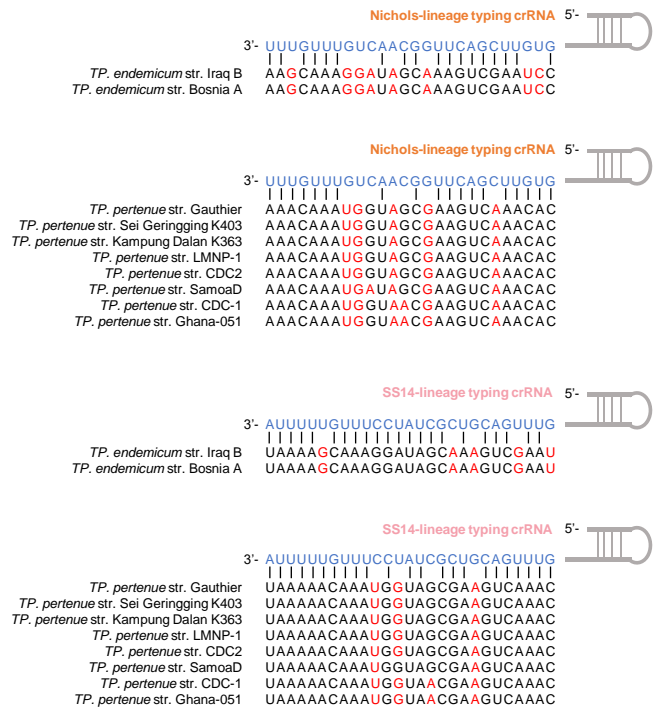 Nichols-lineage typing crRNA 5'-
3'- UUUGUUUGUCAACGGUUCAGCUUGUG
TP. endemicum str. Iraq B AAGCAAAGGAUAGCAAAGUCGAAUCC
TP. endemicum str. Bosnia A AAGCAAAGGAUAGCAAAGUCGAAUCC
Nichols-lineage typing crRNA 5'-
3'- UUUGUUUGUCAACGGUUCAGCUUGUG
TP. pertenue str. Gauthier AAACAAAUGGUAGCGAAGUCAAACAC
TP. pertenue str. Sei Geringging K403 AAACAAAUGGUAGCGAAGUCAAACAC
TP. pertenue str. Kampung Dalan K363 AAACAAAUGGUAGCGAAGUCAAACAC
TP. pertenue str. LMNP-1 AAACAAAUGGUAGCGAAGUCAAACAC
TP. pertenue str. CDC2 AAACAAAUGGUAGCGAAGUCAAACAC
TP. pertenue str. SamoaD AAACAAAUGAUAGCGAAGUCAAACAC
TP. pertenue str. CDC-1 AAACAAAUGGUAACGAAGUCAAACAC
TP. pertenue str. Ghana-051 AAACAAAUGGUAACGAAGUCAAACAC
SS14-lineage typing crRNA 5'-
3'- AUUUUUGUUUCCUAUCGCUGCAGUUUG
TP. endemicum str. Iraq B UAAAAGCAAAGGAUAGCAAAGUCGAAU
TP. endemicum str. Bosnia A UAAAAGCAAAGGAUAGCAAAGUCGAAU
SS14-lineage typing crRNA 5'-
3'- AUUUUUGUUUCCUAUCGCUGCAGUUUG
TP. pertenue str. Gauthier UAAAAACAAAUGGUAGCGAAGUCAAAC
TP. pertenue str. Sei Geringging K403 UAAAAACAAAUGGUAGCGAAGUCAAAC
TP. pertenue str. Kampung Dalan K363 UAAAAACAAAUGGUAGCGAAGUCAAAC
TP. pertenue str. LMNP-1 UAAAAACAAAUGGUAGCGAAGUCAAAC
TP. pertenue str. CDC2 UAAAAACAAAUGGUAGCGAAGUCAAAC
TP. pertenue str. SamoaD UAAAAACAAAUGGUAGCGAAGUCAAAC
TP. pertenue str. CDC-1 UAAAAACAAAUGGUAACGAAGUCAAAC
TP. pertenue str. Ghana-051 UAAAAACAAAUGGUAACGAAGUCAAAC